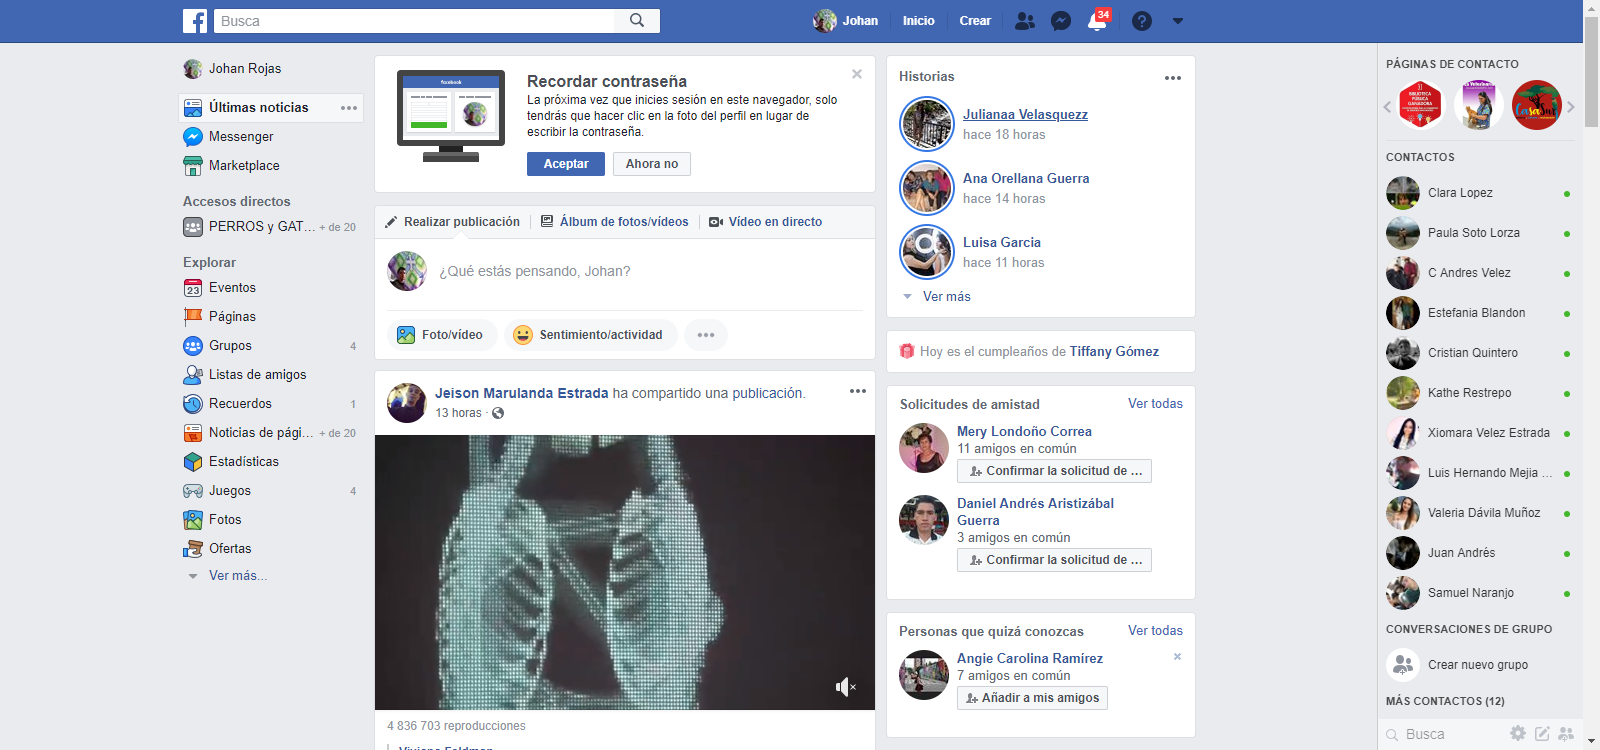 Busca
Johan
Inicio
Crear
34
Johan Rojas
Últimas noticias
Messenger
Marketplace
Accesos directos
PERROS y GAT... + de 20
Explorar
23
Eventos
Páginas
Grupos 4
Listas de amigos
Recuerdos 1
Noticias de pági... + de 20
Estadísticas
Juegos 4
Fotos
Ofertas
Ver más...
facebook
Recordar contraseña
La próxima vez que inicies sesión en este navegador, solo
tendrás que hacer clic en la foto del perfil en lugar de
escribir la contraseña.
Aceptar
Ahora no
Realizar publicación
Álbum de fotos/vídeos
Vídeo en directo
¿Qué estás pensando, Johan?
Foto/vídeo
Sentimiento/actividad
Jeison Marulanda Estrada ha compartido una publicación.
13 horas ·
4 836 703 reproducciones
Historias
Julianaa Velasquezz
hace 18 horas
Ana Orellana Guerra
hace 14 horas
Luisa Garcia
hace 11 horas
Ver más
Hoy es el cumpleaños de Tiffany Gómez
Solicitudes de amistad
Ver todas
Mery Londoño Correa
11 amigos en común
Confirmar la solicitud de ...
Daniel Andrés Aristizábal
Guerra
3 amigos en común
Confirmar la solicitud de ...
Personas que quizá conozcas
Ver todas
Angie Carolina Ramírez
7 amigos en común
Añadir a mis amigos
PÁGINAS DE CONTACTO
BIBLIOTECA
PÚBLICA
GANADORA
CONTACTOS
Clara Lopez
Paula Soto Lorza
C Andres Velez
Estefania Blandon
Cristian Quintero
Kathe Restrepo
Xiomara Velez Estrada
Luis Hernando Mejia ...
Valeria Dávila Muñoz
Juan Andrés
Samuel Naranjo
CONVERSACIONES DE GRUPO
Crear nuevo grupo
MÁS CONTACTOS (12)
Busca